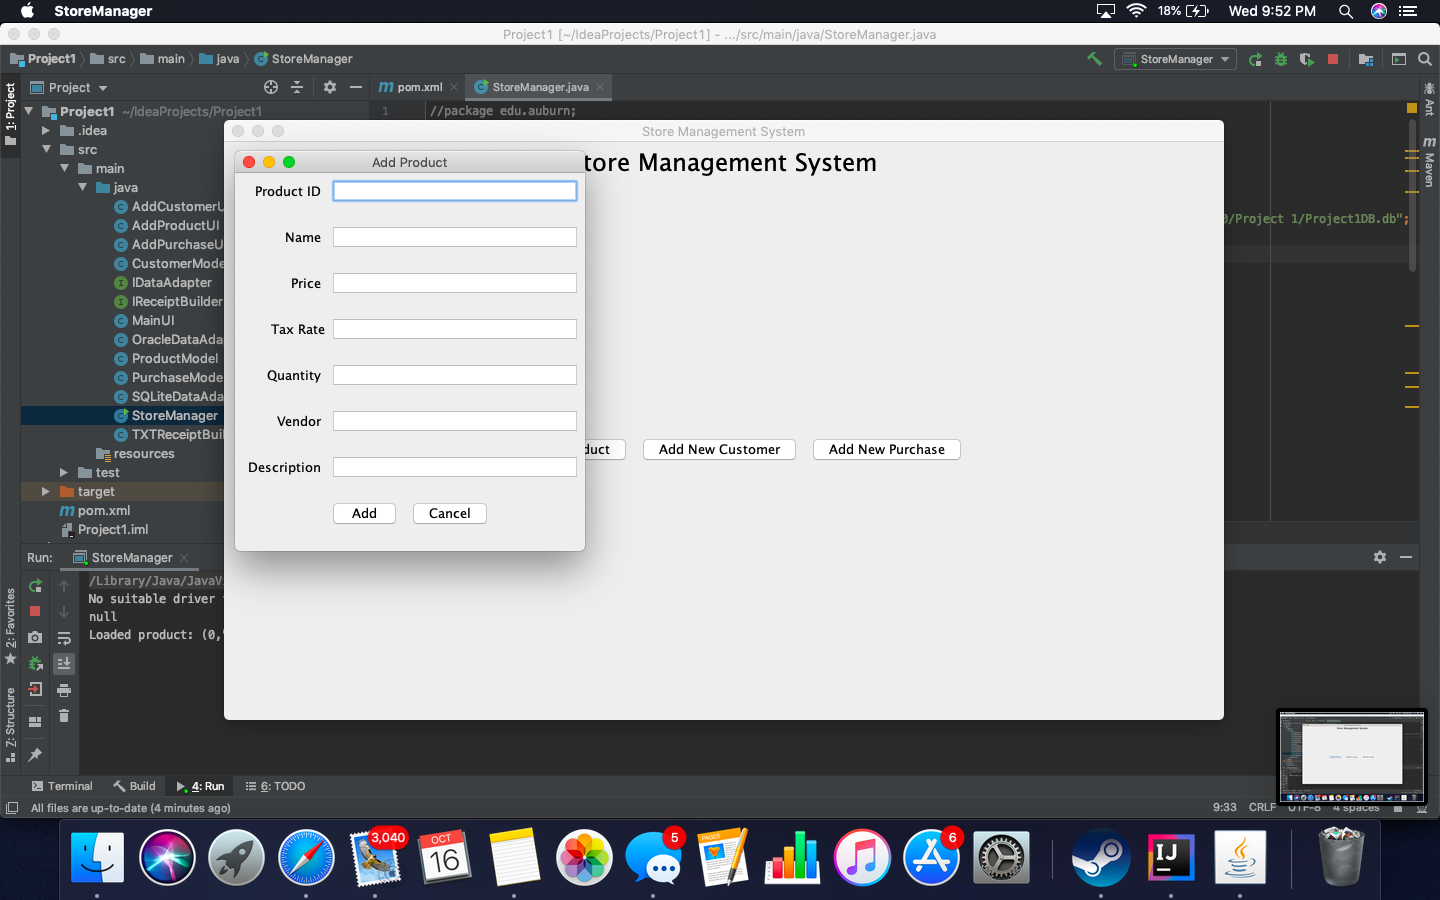 StoreManager
18%
Wed 9:52 PM
Project1 [~/IdeaProjects/Project1] - .../src/main/java/StoreManager.java
Project1
src
main
java
StoreManager
StoreManager
1: Project
Project
pom.xml
StoreManager.java
Ant
Maven
Project1 ~/IdeaProjects/Project1
1
//package edu.auburn;
.idea
src
main
java
AddCustomerU
AddProductUI
AddPurchaseU
CustomerMode
IDataAdapter
IReceiptBuilder
MainUI
OracleDataAda
ProductModel
PurchaseMode
SQLiteDataAda
StoreManager
TXTReceiptBuil
resources
test
target
pom.xml
Project1.iml
/Project 1/Project1DB.db";
Store Management System
tore Management System
duct
Add New Customer
Add New Purchase
Add Product
Product ID
Name
Price
Tax Rate
Quantity
Vendor
Description
Add
Cancel
Run:
StoreManager
/Library/Java/JavaV
No suitable driver
null
Loaded product: (0,
2: Favorites
Z: Structure
Terminal
Build
4: Run
6: TODO
All files are up-to-date (4 minutes ago)
9:33
CRLF
UTF-8
4 spaces
3,040
OCT
16
5
PAGES
6
IJ
Java